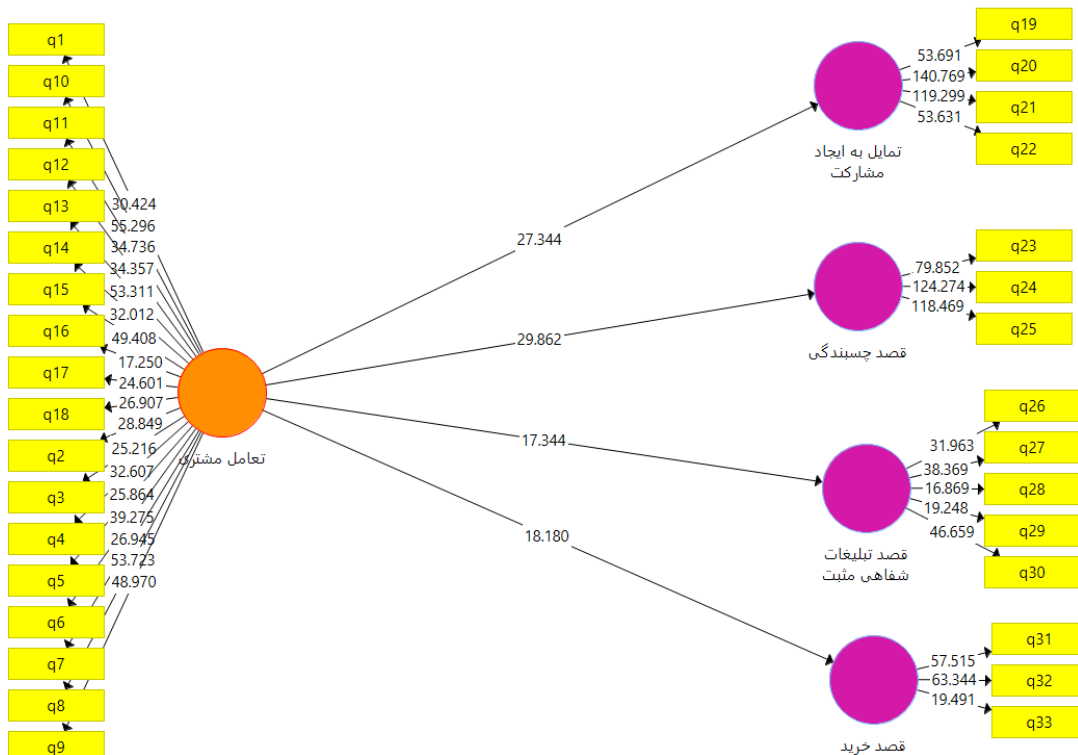 q1
q10
q11
q12
q13
q14
q15
q16
q17
q18
q2
q3
q4
q5
q6
q7
q8
q9
30.424
55.296
34.736
34.357
53.311
32.012
49.408
17.250
24.601
26.907
28.849
25.216
32.607
25.864
39.275
26.945
53.723
48.970
تعامل مشتری
27.344
29.862
17.344
18.180
تمایل به ایجاد
مشارکت
53.691
140.769
119.299
53.631
q19
q20
q21
q22
قصد چسبندگی
79.852
124.274
118.469
q23
q24
q25
قصد تبلیغات
شفاهی مثبت
31.963
38.369
16.869
19.248
46.659
q26
q27
q28
q29
q30
قصد خرید
57.515
63.344
19.491
q31
q32
q33